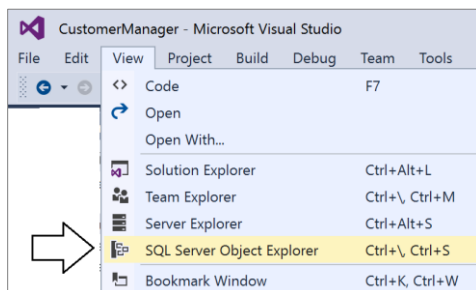 CustomerManager - Microsoft Visual Studio
File Edit View Project Build Debug Team Tools
Code F7
Open
Open With...
Solution Explorer Ctrl+Alt+L
Team Explorer Ctrl+\, Ctrl+M
Server Explorer Ctrl+Alt+S
SQL Server Object Explorer Ctrl+\, Ctrl+S
Bookmark Window Ctrl+K, Ctrl+W